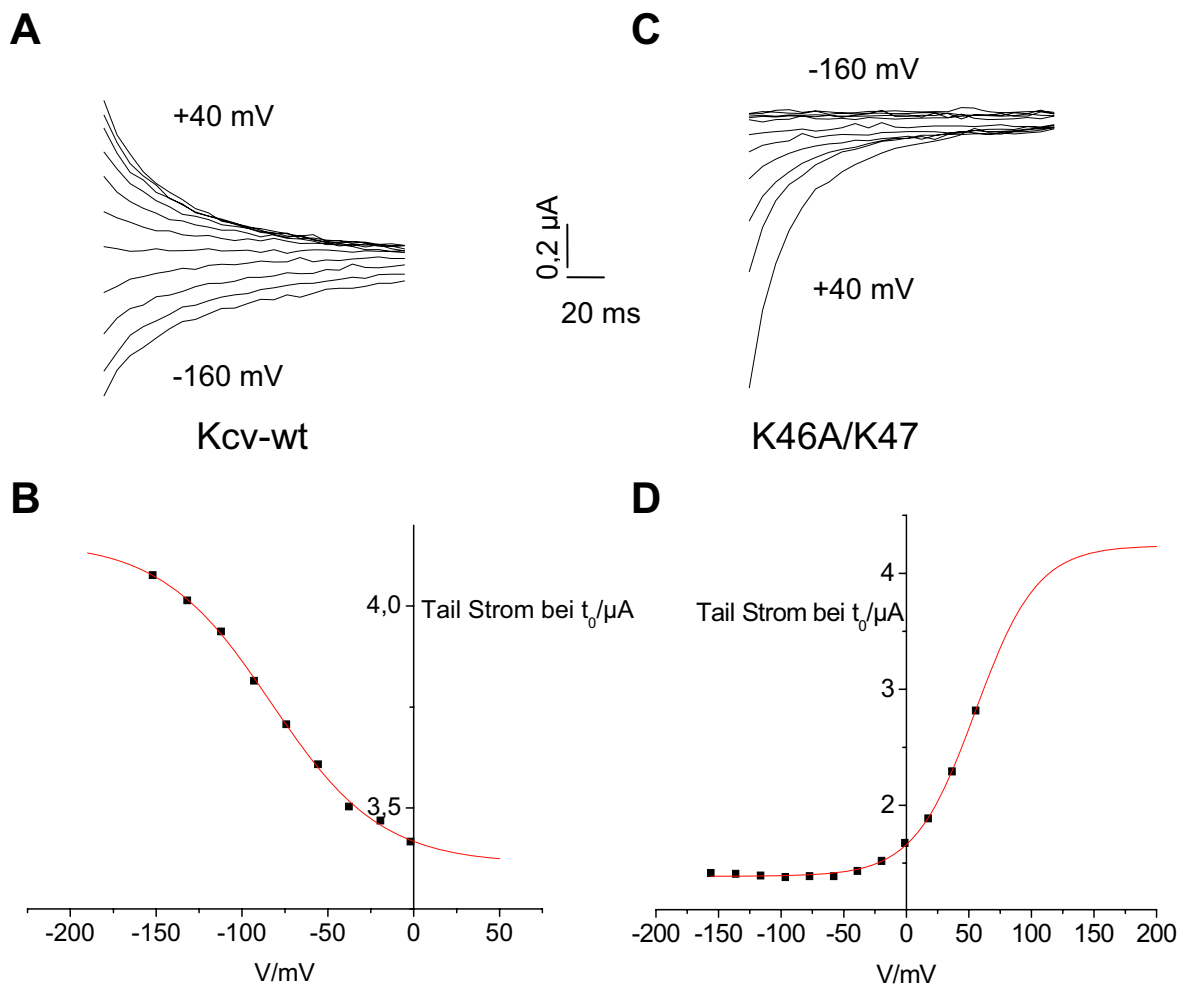 A
+40 mV
-160 mV
Kcv-wt
0,2 µA
20 ms
C
-160 mV
+40 mV
K46A/K47
B
4,0
Tail Strom bei t₀/µA
3,5
-200 -150 -100 -50 0 50
V/mV
D
4
Tail Strom bei t₀/µA
3
2
-200 -150 -100 -50 0 50 100 150 200
V/mV